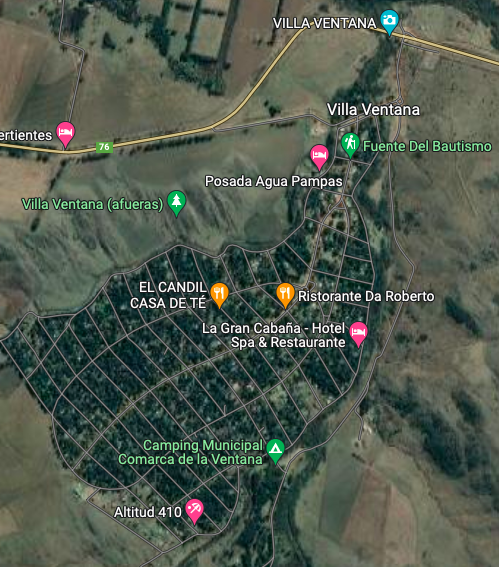 VILLA VENTANA
Villa Ventana
ertientes
76
Fuente Del Bautismo
Posada Agua Pampas
Villa Ventana (afueras)
EL CANDIL
CASA DE TÉ
Ristorante Da Roberto
La Gran Cabaña - Hotel
Spa & Restaurante
Camping Municipal
Comarca de la Ventana
Altitud 410